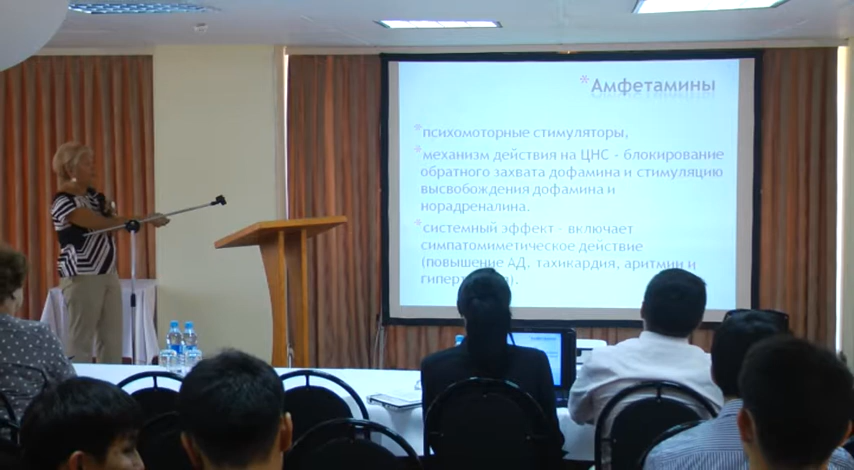 *Амфетамины
*психомоторные стимуляторы,
*механизм действия на ЦНС - блокирование
обратного захвата дофамина и стимуляцию
высвобождения дофамина и
норадреналина.
*системный эффект - включает
симпатомиметическое действие
(повышение АД, тахикардия, аритмии и